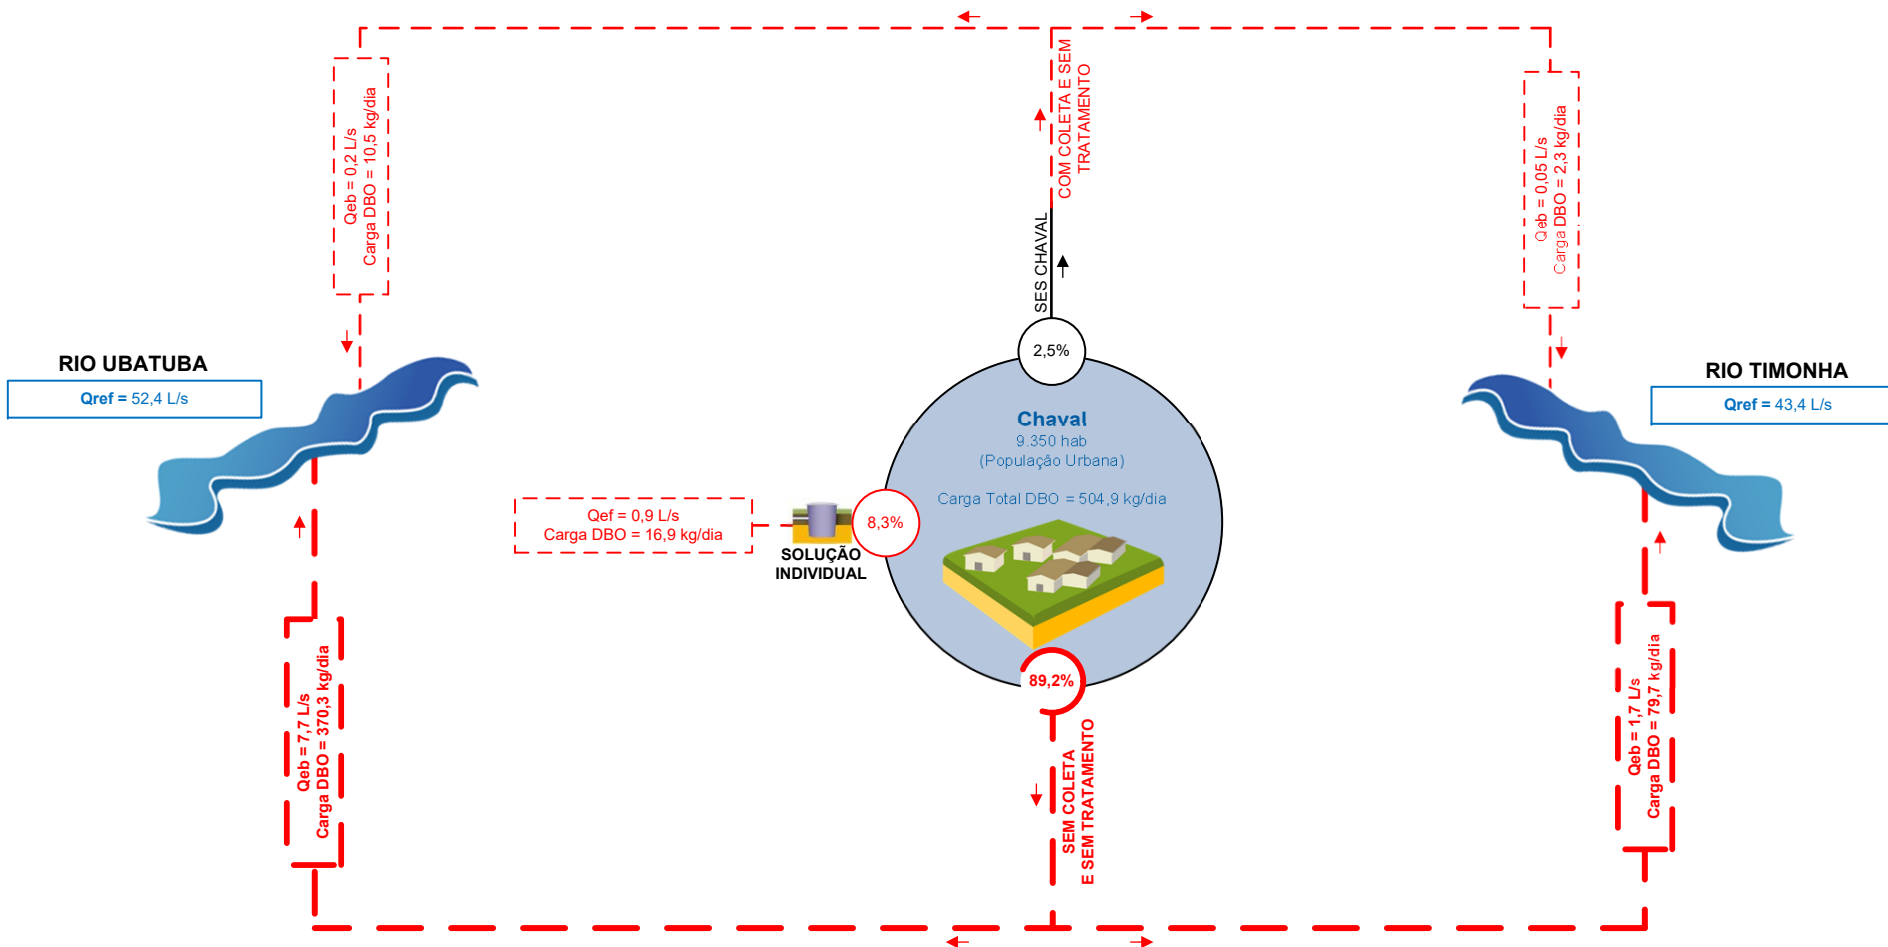 COM COLETA E SEM
TRATAMENTO
Qeb = 0,2 L/s
Carga DBO = 10,5 kg/dia
Qeb = 0,05 L/s
Carga DBO = 2,3 kg/dia
SES CHAVAL
2,5%
RIO UBATUBA
Qref = 52,4 L/s
RIO TIMONHA
Qref = 43,4 L/s
Chaval
9.350 hab
(População Urbana)
Carga Total DBO = 504,9 kg/dia
Qef = 0,9 L/s
Carga DBO = 16,9 kg/dia
8,3%
SOLUÇÃO
INDIVIDUAL
89,2%
Qeb = 7,7 L/s
Carga DBO = 370,3 kg/dia
SEM COLETA
E SEM TRATAMENTO
Qeb = 1,7 L/s
Carga DBO = 79,7 kg/dia